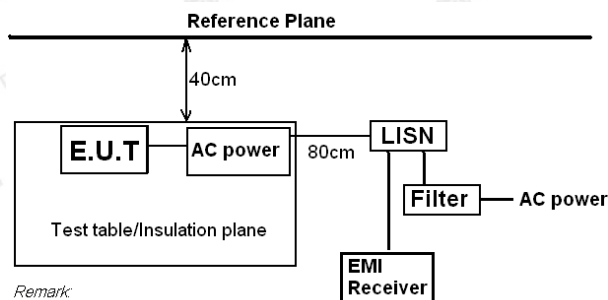 Reference Plane
40cm
E.U.T
AC power
80cm
LISN
Filter
AC power
Test table/Insulation plane
EMI
Receiver
Remark: